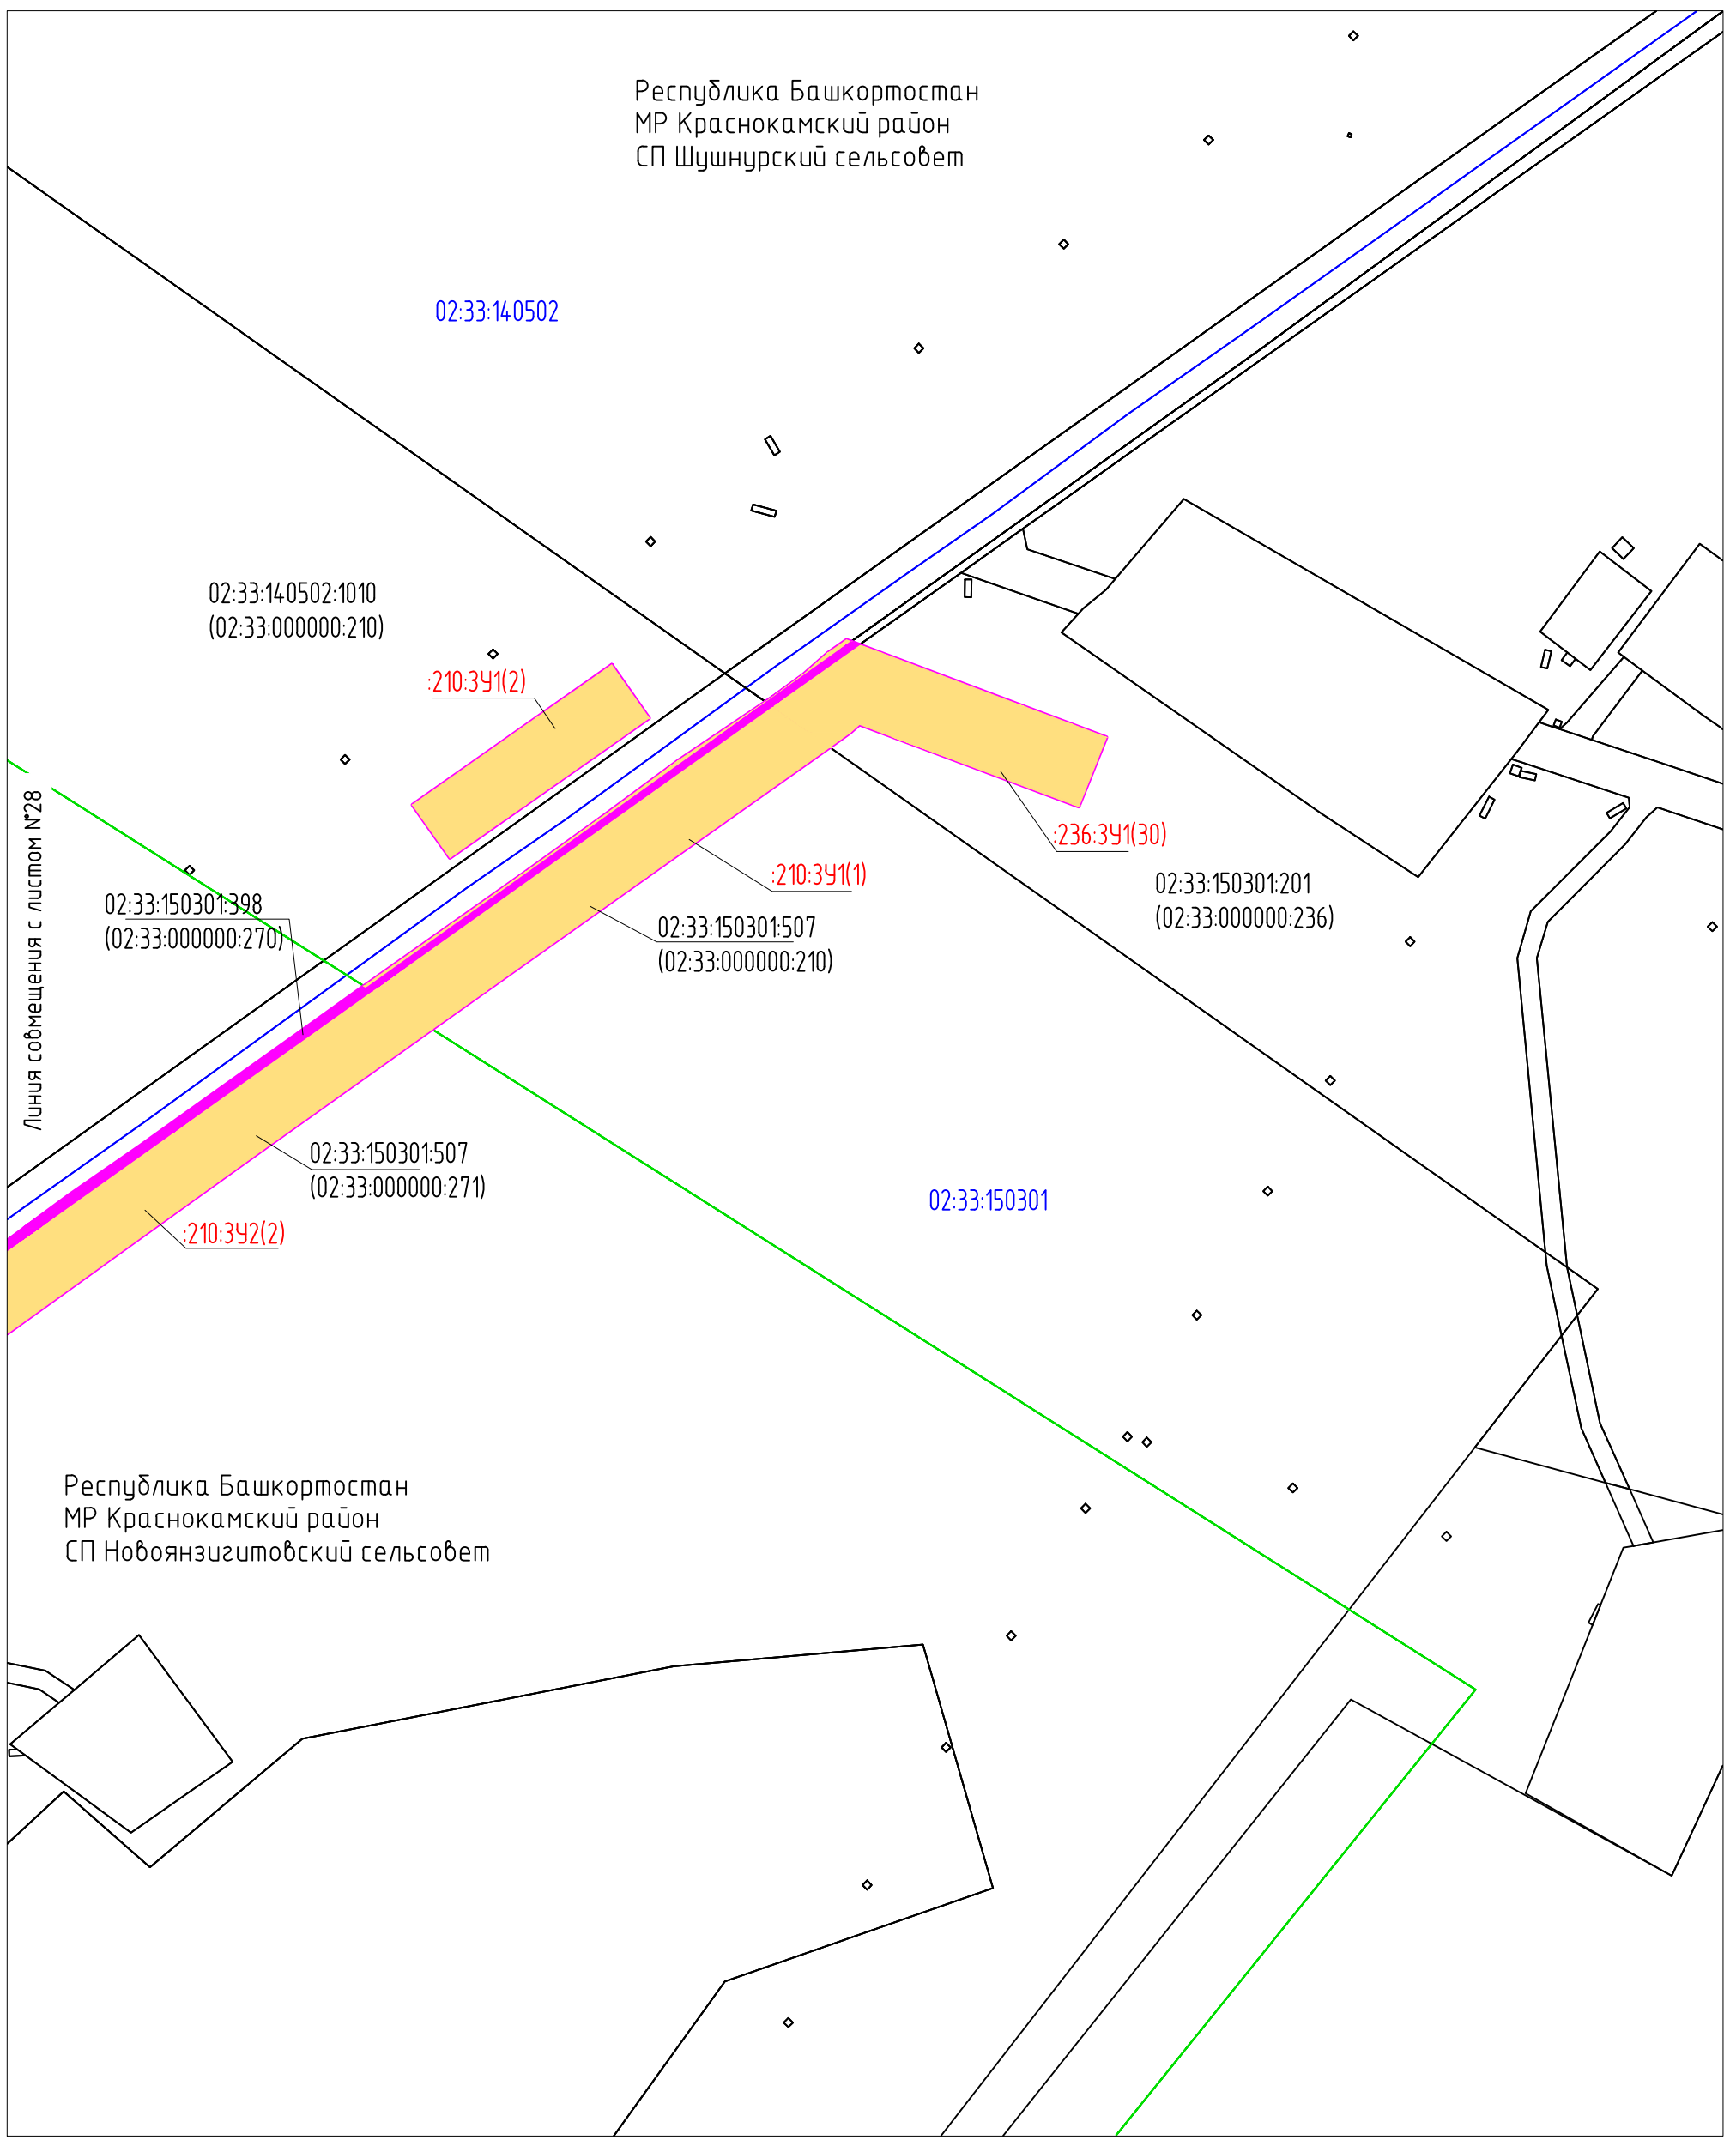 Республика Башкортостан
МР Краснокамский район
СП Шушнурский сельсовет
02:33:140502
02:33:140502:1010
(02:33:000000:210)
:210:ЗУ1(2)
:236:ЗУ1(30)
:210:ЗУ1(1)
02:33:150301:201
(02:33:000000:236)
02:33:150301:398
(02:33:000000:270)
02:33:150301:507
(02:33:000000:210)
Линия совмещения с листом №28
02:33:150301:507
(02:33:000000:271)
02:33:150301
:210:ЗУ2(2)
Республика Башкортостан
МР Краснокамский район
СП Новоянзигитовский сельсовет